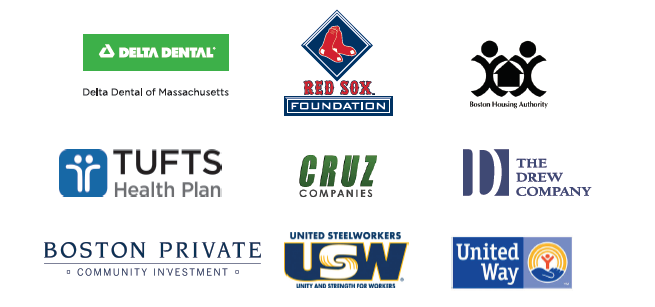 DELTA DENTAL®
Delta Dental of Massachusetts
RED SOX
FOUNDATION
Boston Housing Authority
TUFTS
Health Plan
CRUZ
COMPANIES
THE
DREW
COMPANY
BOSTON PRIVATE
COMMUNITY INVESTMENT
UNITED STEELWORKERS
USW®
UNITY AND STRENGTH FOR WORKERS
United
Way